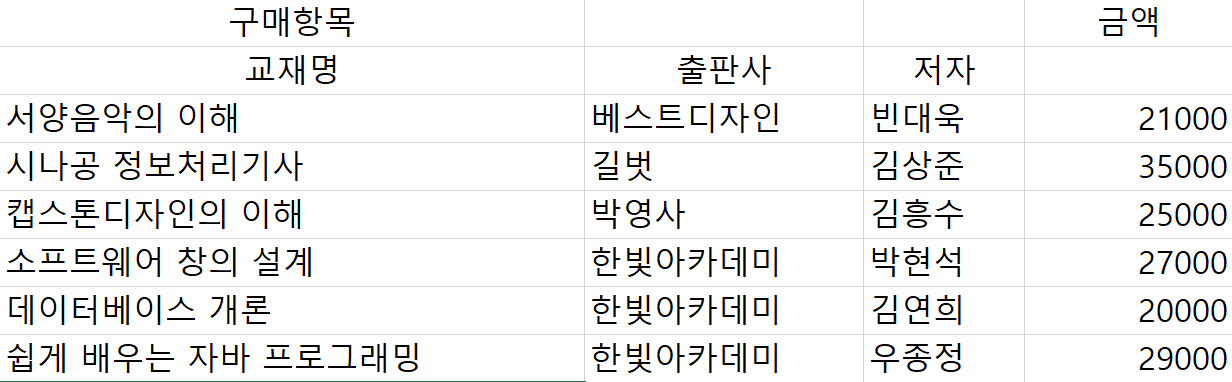 구매항목 금액
교재명 출판사 저자
서양음악의 이해 베스트디자인 빈대욱 21000
시나공 정보처리기사 길벗 김상준 35000
캡스톤디자인의 이해 박영사 김흥수 25000
소프트웨어 창의 설계 한빛아카데미 박현석 27000
데이터베이스 개론 한빛아카데미 김연희 20000
쉽게 배우는 자바 프로그래밍 한빛아카데미 우종정 29000